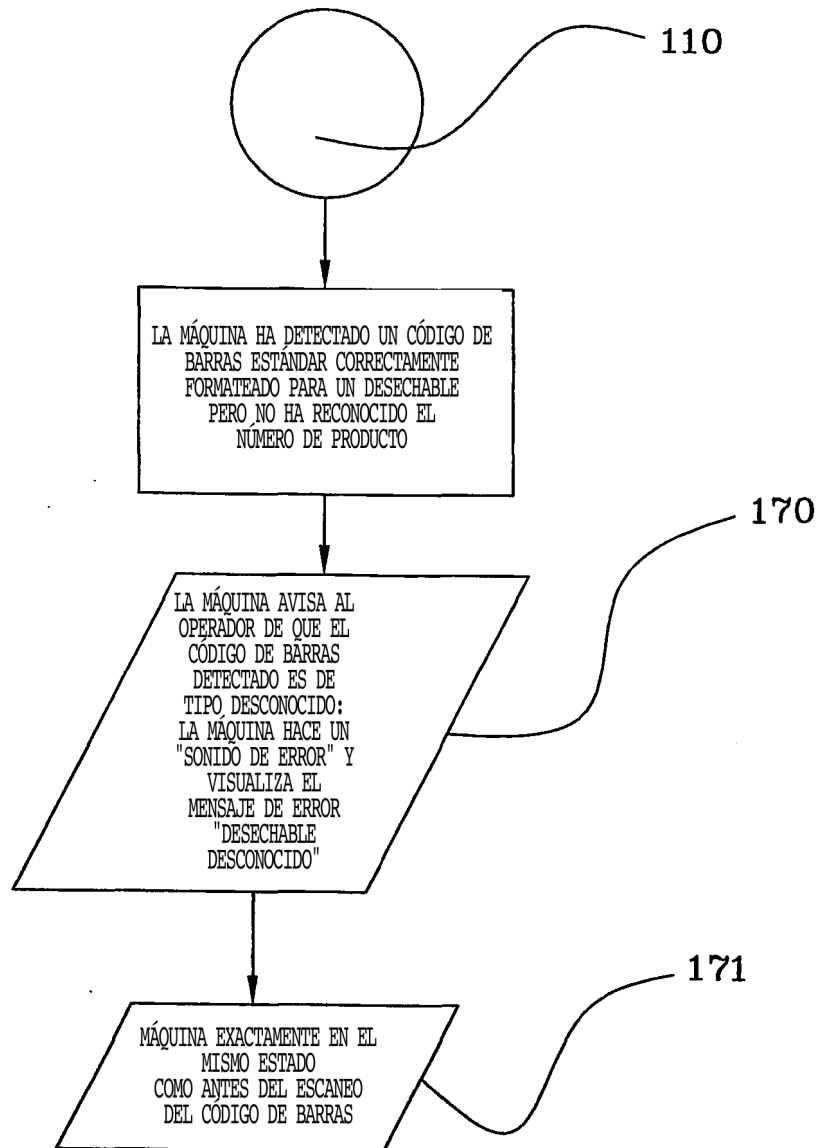 110
LA MÁQUINA HA DETECTADO UN CÓDIGO DE
BARRAS ESTÁNDAR CORRECTAMENTE
FORMATEADO PARA UN DESECHABLE
PERO NO HA RECONOCIDO EL
NÚMERO DE PRODUCTO
170
LA MÁQUINA AVISA AL
OPERADOR DE QUE EL
CÓDIGO DE BARRAS
DETECTADO ES DE
TIPO DESCONOCIDO:
LA MÁQUINA HACE UN
"SONIDO DE ERROR" Y
VISUALIZA EL
MENSAJE DE ERROR
"DESECHABLE
DESCONOCIDO"
171
MÁQUINA EXACTAMENTE EN EL
MISMO ESTADO
COMO ANTES DEL ESCANEO
DEL CÓDIGO DE BARRAS